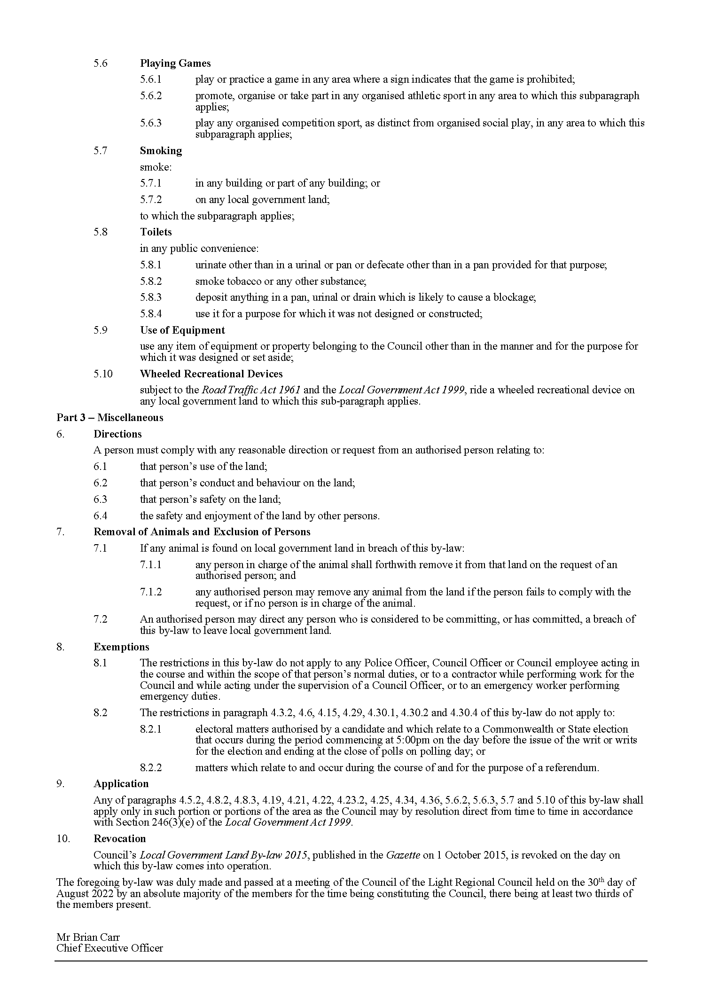 5.6 Playing Games
5.6.1 play or practice a game in any area where a sign indicates that the game is prohibited;
5.6.2 promote, organise or take part in any organised athletic sport in any area to which this subparagraph
applies;
5.6.3 play any organised competition sport, as distinct from organised social play, in any area to which this
subparagraph applies;
5.7 Smoking
smoke:
5.7.1 in any building or part of any building; or
5.7.2 on any local government land;
to which the subparagraph applies;
5.8 Toilets
in any public convenience:
5.8.1 urinate other than in a urinal or pan or defecate other than in a pan provided for that purpose;
5.8.2 smoke tobacco or any other substance;
5.8.3 deposit anything in a pan, urinal or drain which is likely to cause a blockage;
5.8.4 use it for a purpose for which it was not designed or constructed;
5.9 Use of Equipment
use any item of equipment or property belonging to the Council other than in the manner and for the purpose for
which it was designed or set aside;
5.10 Wheeled Recreational Devices
subject to the Road Traffic Act 1961 and the Local Government Act 1999, ride a wheeled recreational device on
any local government land to which this sub-paragraph applies.
Part 3 – Miscellaneous
6. Directions
A person must comply with any reasonable direction or request from an authorised person relating to:
6.1 that person’s use of the land;
6.2 that person’s conduct and behaviour on the land;
6.3 that person’s safety on the land;
6.4 the safety and enjoyment of the land by other persons.
7. Removal of Animals and Exclusion of Persons
7.1 If any animal is found on local government land in breach of this by-law:
7.1.1 any person in charge of the animal shall forthwith remove it from that land on the request of an
authorised person; and
7.1.2 any authorised person may remove any animal from the land if the person fails to comply with the
request, or if no person is in charge of the animal.
7.2 An authorised person may direct any person who is considered to be committing, or has committed, a breach of
this by-law to leave local government land.
8. Exemptions
8.1 The restrictions in this by-law do not apply to any Police Officer, Council Officer or Council employee acting in
the course and within the scope of that person’s normal duties, or to a contractor while performing work for the
Council and while acting under the supervision of a Council Officer, or to an emergency worker performing
emergency duties.
8.2 The restrictions in paragraph 4.3.2, 4.6, 4.15, 4.29, 4.30.1, 4.30.2 and 4.30.4 of this by-law do not apply to:
8.2.1 electoral matters authorised by a candidate and which relate to a Commonwealth or State election
that occurs during the period commencing at 5:00pm on the day before the issue of the writ or writs
for the election and ending at the close of polls on polling day; or
8.2.2 matters which relate to and occur during the course of and for the purpose of a referendum.
9. Application
Any of paragraphs 4.5.2, 4.8.2, 4.8.3, 4.19, 4.21, 4.22, 4.23.2, 4.25, 4.34, 4.36, 5.6.2, 5.6.3, 5.7 and 5.10 of this by-law shall
apply only in such portion or portions of the area as the Council may by resolution direct from time to time in accordance
with Section 246(3)(e) of the Local Government Act 1999.
10. Revocation
Council’s Local Government Land By-law 2015, published in the Gazette on 1 October 2015, is revoked on the day on
which this by-law comes into operation.
The foregoing by-law was duly made and passed at a meeting of the Council of the Light Regional Council held on the 30th day of
August 2022 by an absolute majority of the members for the time being constituting the Council, there being at least two thirds of
the members present.
Mr Brian Carr
Chief Executive Officer